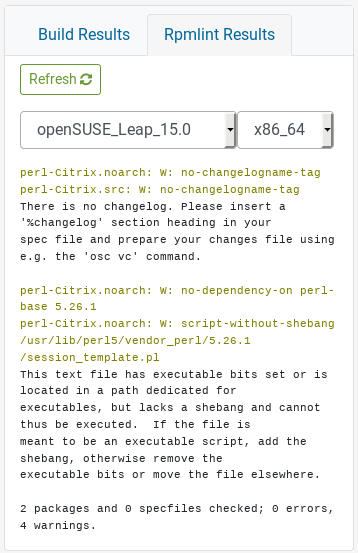 Build Results
Rpmlint Results
Refresh
openSUSE_Leap_15.0
x86_64
perl-Citrix.noarch: W: no-changelogname-tag
perl-Citrix.src: W: no-changelogname-tag
There is no changelog. Please insert a
'%changelog' section heading in your
spec file and prepare your changes file using
e.g. the 'osc vc' command.
perl-Citrix.noarch: W: no-dependency-on perl-
base 5.26.1
perl-Citrix.noarch: W: script-without-shebang
/usr/lib/perl5/vendor_perl/5.26.1
/session_template.pl
This text file has executable bits set or is
located in a path dedicated for
executables, but lacks a shebang and cannot
thus be executed.  If the file is
meant to be an executable script, add the
shebang, otherwise remove the
executable bits or move the file elsewhere.
2 packages and 0 specfiles checked; 0 errors,
4 warnings.